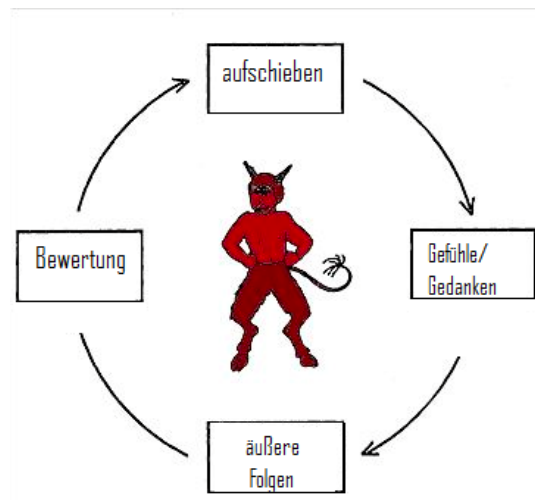 aufschieben
Gefühle/
Gedanken
äußere
Folgen
Bewertung